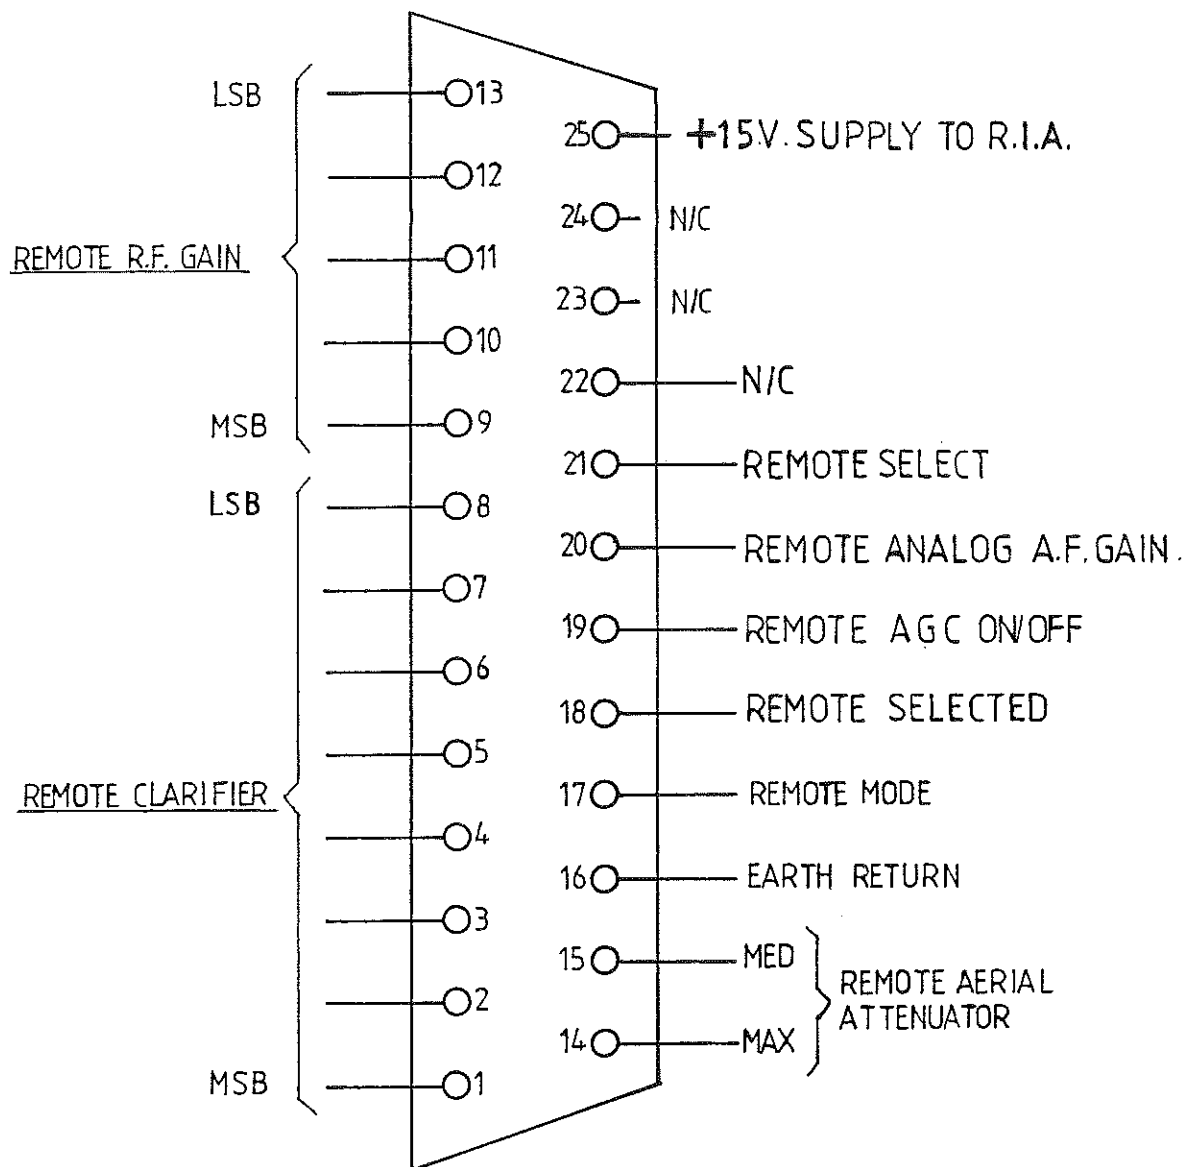 LSB
13
12
REMOTE R.F. GAIN
11
10
MSB
9
LSB
8
7
6
5
REMOTE CLARIFIER
4
3
2
MSB
1
25 +15.V. SUPPLY TO R.I.A.
24 N/C
23 N/C
22 N/C
21 REMOTE SELECT
20 REMOTE ANALOG A.F. GAIN.
19 REMOTE AGC ON/OFF
18 REMOTE SELECTED
17 REMOTE MODE
16 EARTH RETURN
15 MED
14 MAX
REMOTE AERIAL
ATTENUATOR